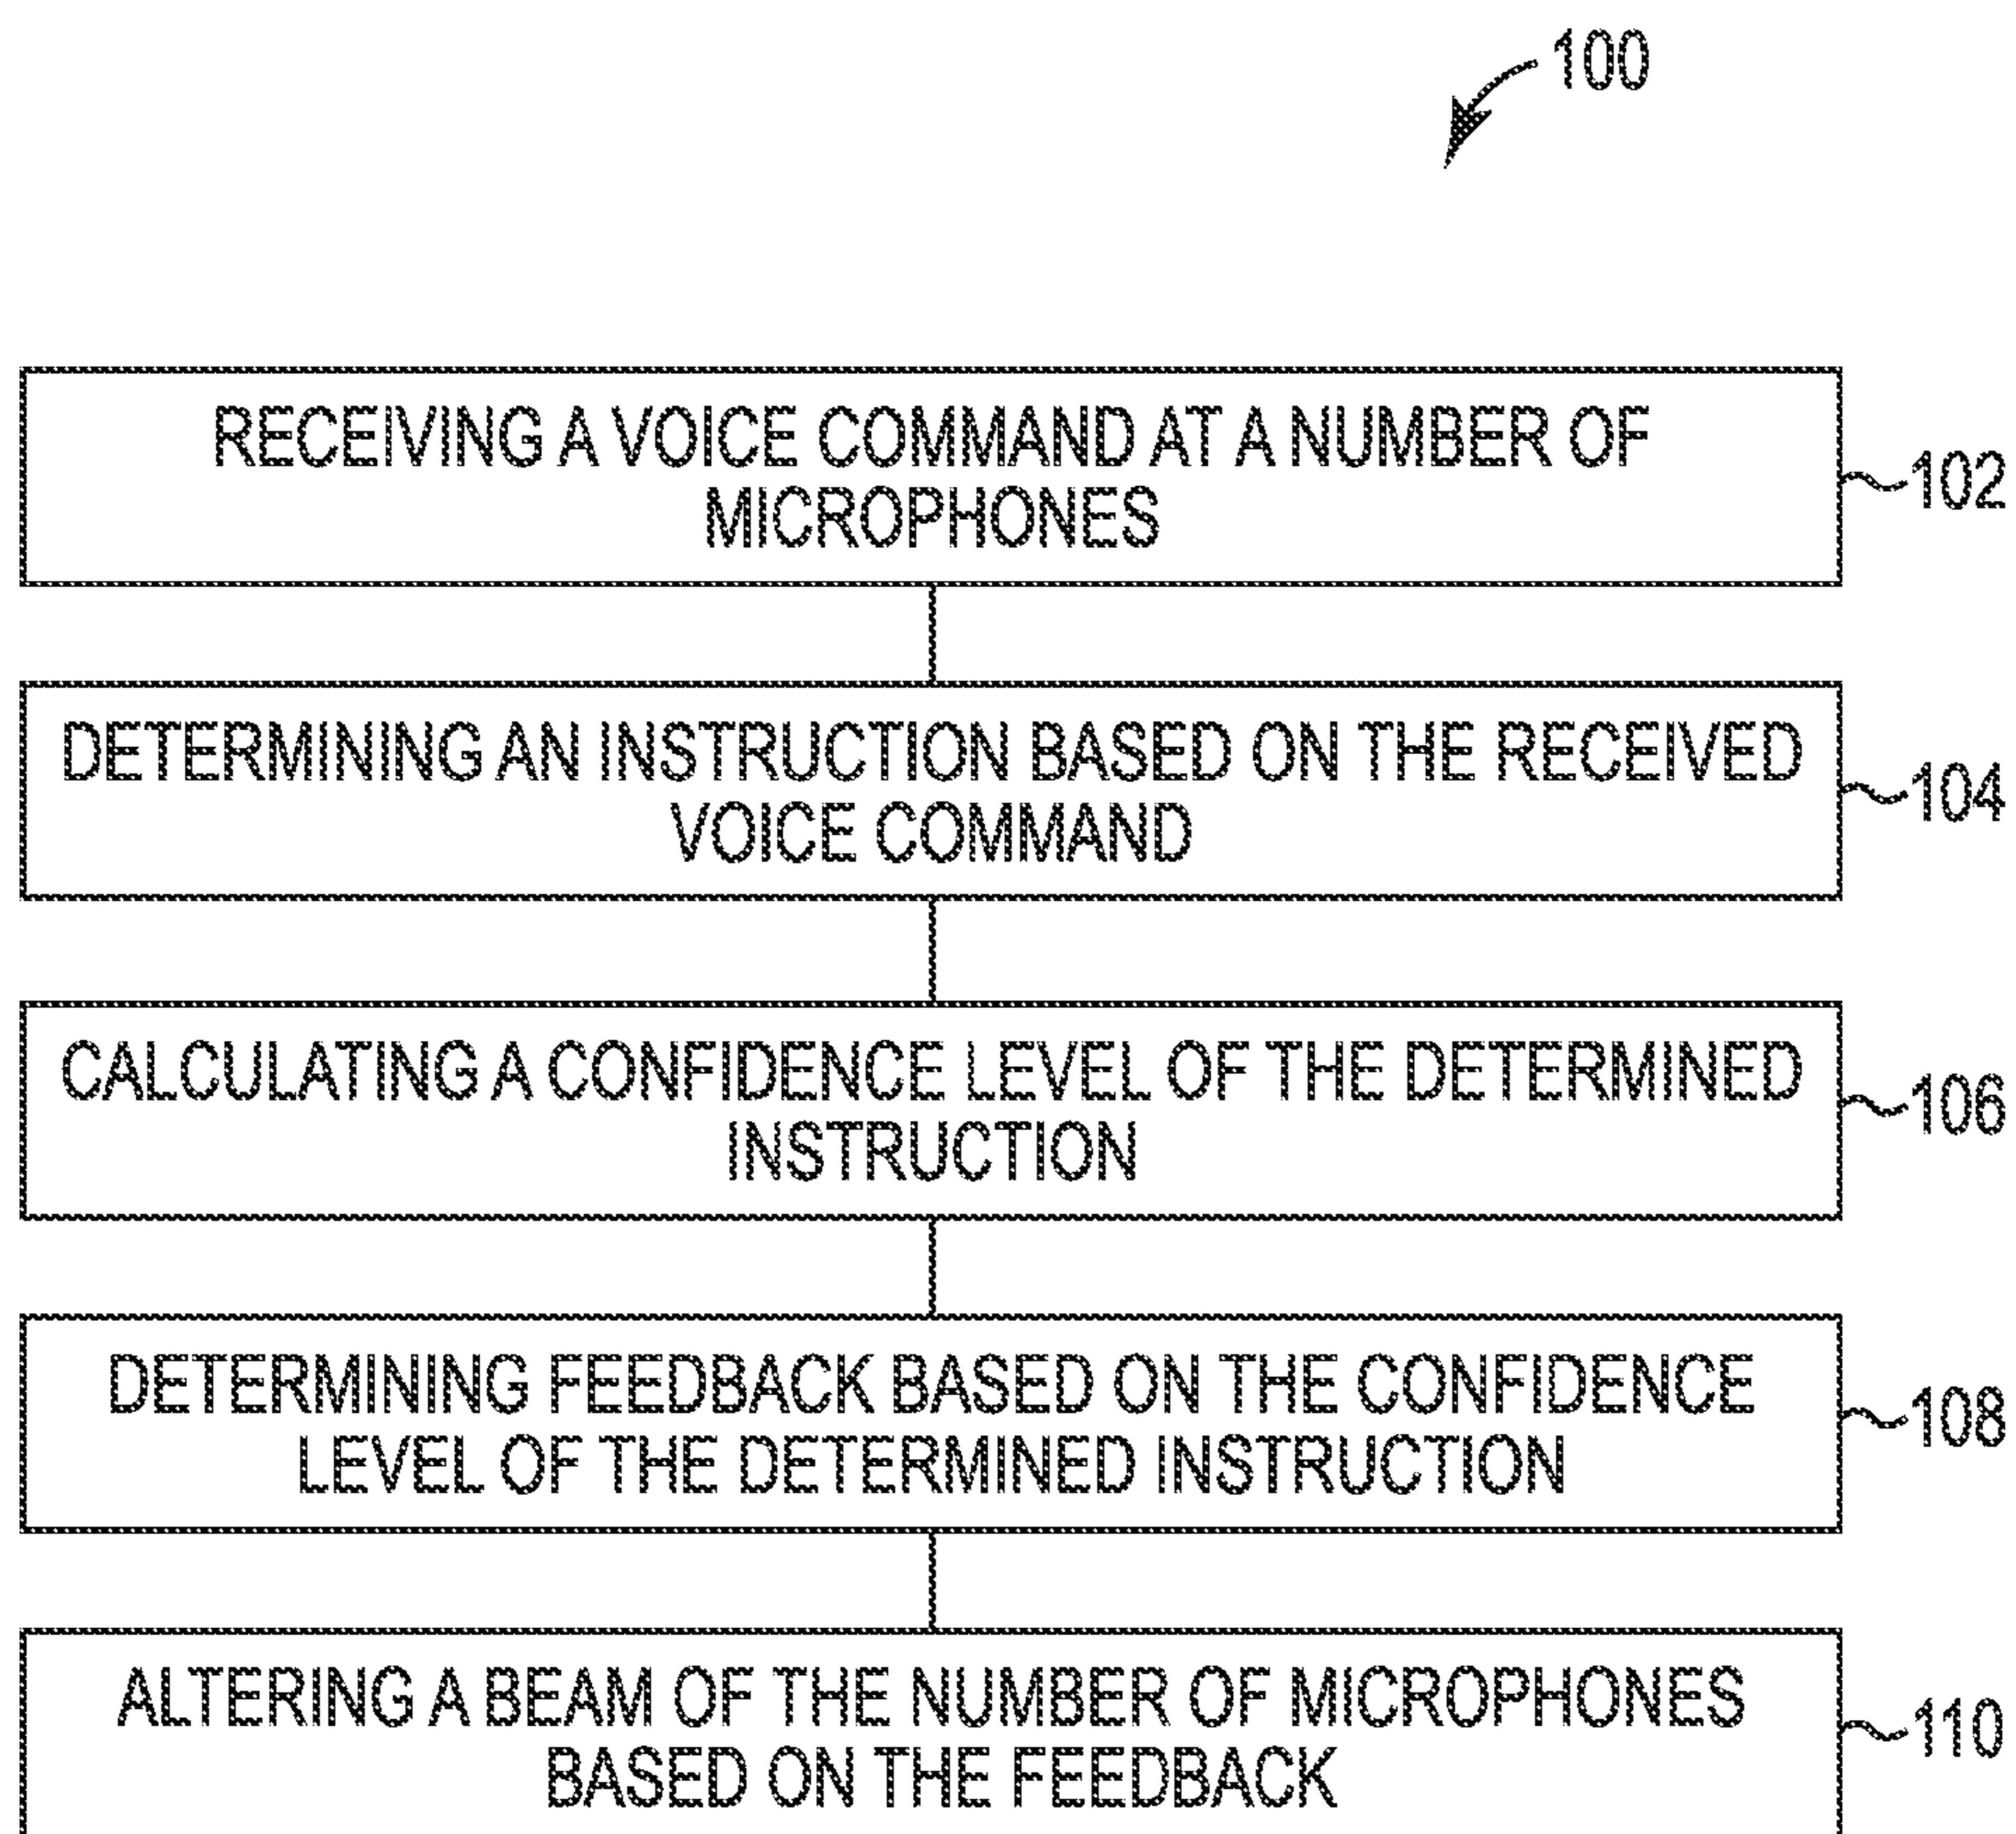 100
RECEIVING A VOICE COMMAND AT A NUMBER OF
MICROPHONES
102
DETERMINING AN INSTRUCTION BASED ON THE RECEIVED
VOICE COMMAND
104
CALCULATING A CONFIDENCE LEVEL OF THE DETERMINED
INSTRUCTION
106
DETERMINING FEEDBACK BASED ON THE CONFIDENCE
LEVEL OF THE DETERMINED INSTRUCTION
108
ALTERING A BEAM OF THE NUMBER OF MICROPHONES
BASED ON THE FEEDBACK
110